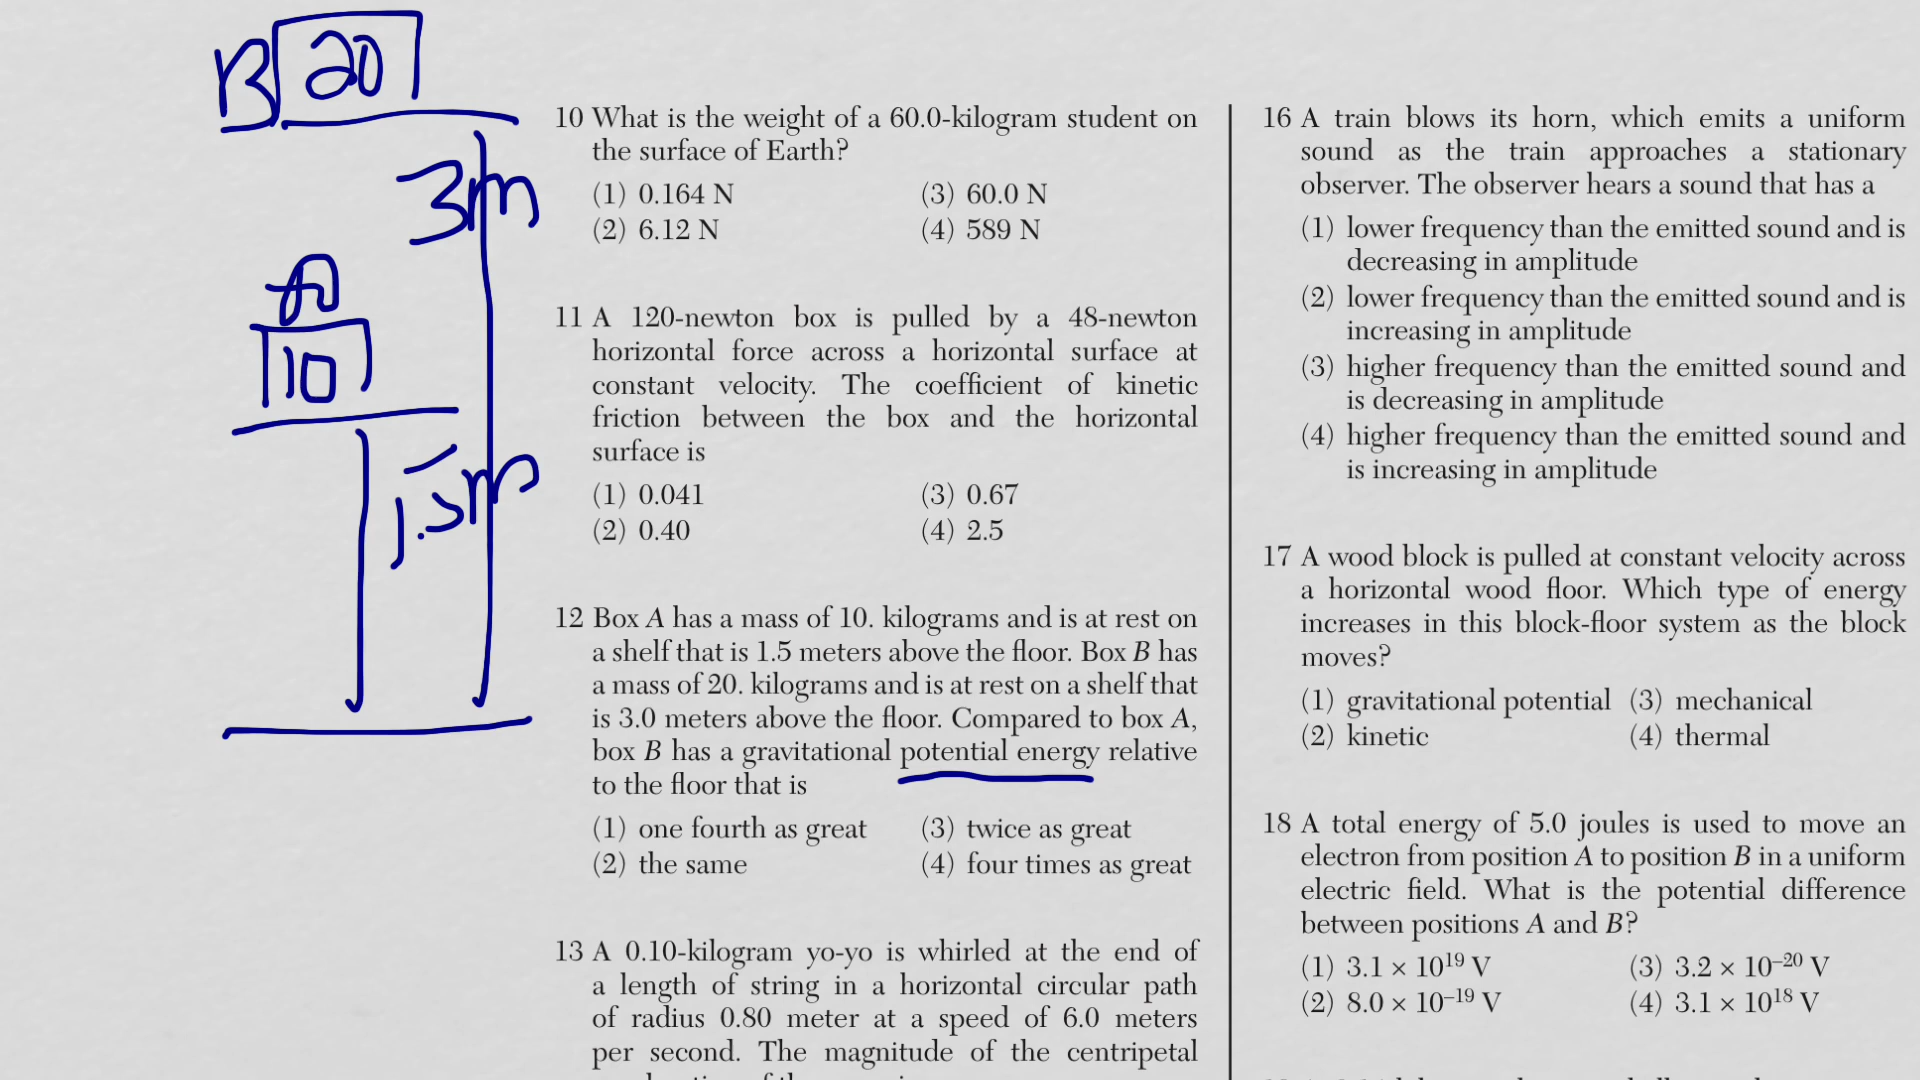 B 20
3m
A
10
1.5m
10 What is the weight of a 60.0-kilogram student on
the surface of Earth?
(1) 0.164 N (3) 60.0 N
(2) 6.12 N (4) 589 N
11 A 120-newton box is pulled by a 48-newton
horizontal force across a horizontal surface at
constant velocity. The coefficient of kinetic
friction between the box and the horizontal
surface is
(1) 0.041 (3) 0.67
(2) 0.40 (4) 2.5
12 Box A has a mass of 10. kilograms and is at rest on
a shelf that is 1.5 meters above the floor. Box B has
a mass of 20. kilograms and is at rest on a shelf that
is 3.0 meters above the floor. Compared to box A,
box B has a gravitational potential energy relative
to the floor that is
(1) one fourth as great (3) twice as great
(2) the same (4) four times as great
13 A 0.10-kilogram yo-yo is whirled at the end of
a length of string in a horizontal circular path
of radius 0.80 meter at a speed of 6.0 meters
per second. The magnitude of the centripetal
16 A train blows its horn, which emits a uniform
sound as the train approaches a stationary
observer. The observer hears a sound that has a
(1) lower frequency than the emitted sound and is
decreasing in amplitude
(2) lower frequency than the emitted sound and is
increasing in amplitude
(3) higher frequency than the emitted sound and
is decreasing in amplitude
(4) higher frequency than the emitted sound and
is increasing in amplitude
17 A wood block is pulled at constant velocity across
a horizontal wood floor. Which type of energy
increases in this block-floor system as the block
moves?
(1) gravitational potential (3) mechanical
(2) kinetic (4) thermal
18 A total energy of 5.0 joules is used to move an
electron from position A to position B in a uniform
electric field. What is the potential difference
between positions A and B?
(1) 3.1 × 10¹⁹ V (3) 3.2 × 10⁻²⁰ V
(2) 8.0 × 10⁻¹⁹ V (4) 3.1 × 10¹⁸ V